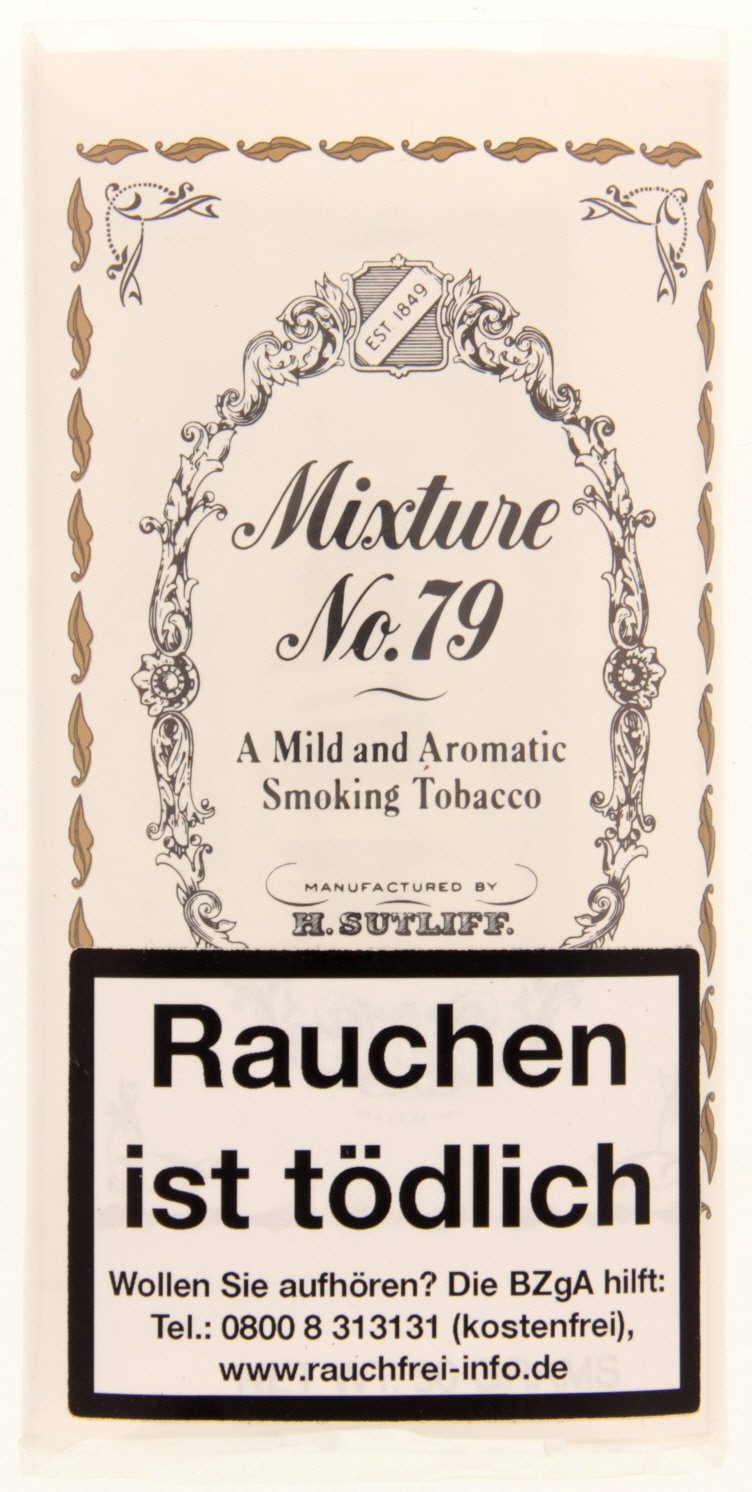 EST. 1849
Mixture
No. 79
A Mild and Aromatic
Smoking Tobacco
MANUFACTURED BY
H. SUTLIFF.
Rauchen
ist tödlich
Wollen Sie aufhören? Die BZgA hilft:
Tel.: 0800 8 313131 (kostenfrei),
www.rauchfrei-info.de